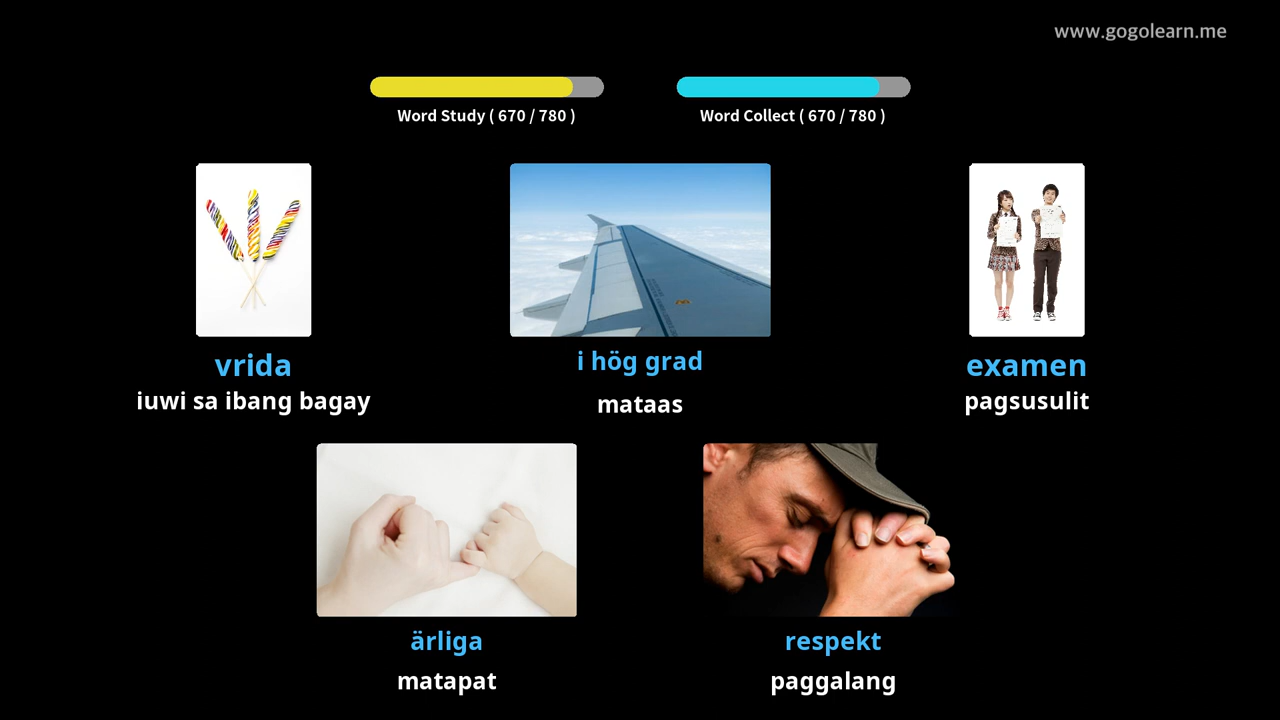 www.gogolearn.me
Word Study ( 670 / 780 )
Word Collect ( 670 / 780 )
vrida
iuwi sa ibang bagay
i hög grad
mataas
examen
pagsusulit
ärliga
matapat
respekt
paggalang